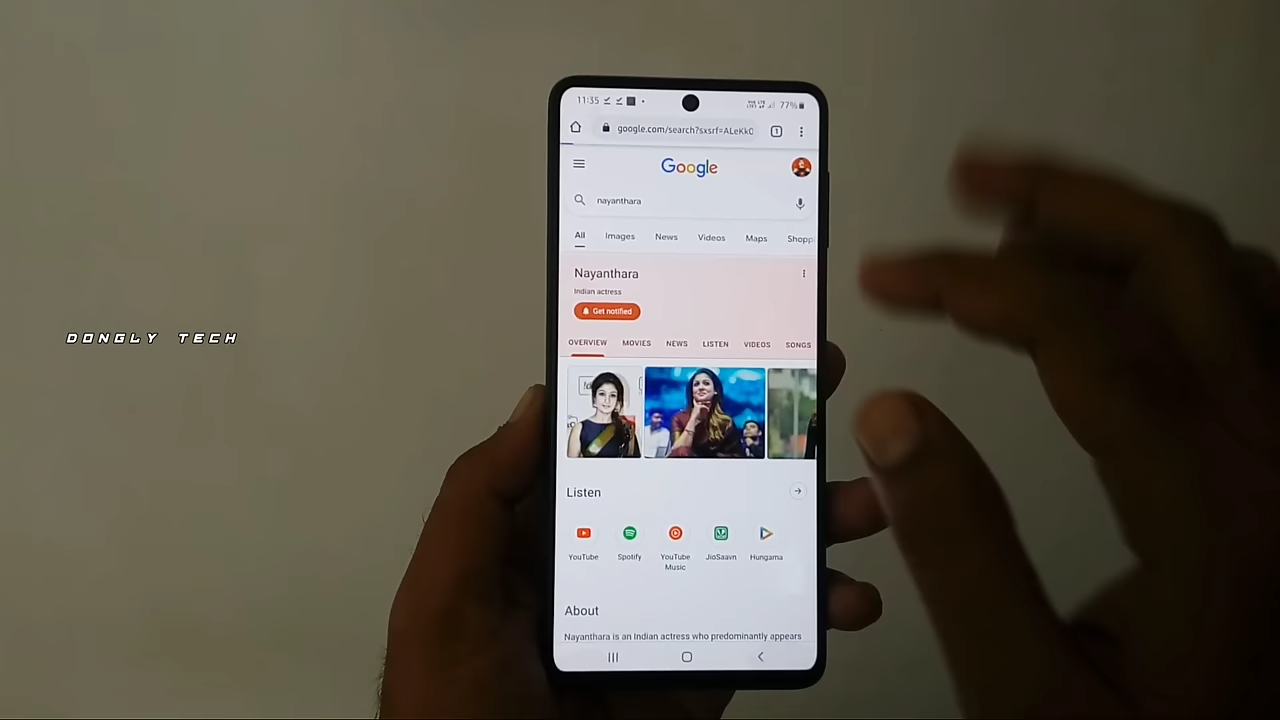 11:35
77%
google.com/search?sxsrf=ALeKk0
1
Google
nayanthara
All Images News Videos Maps Shopp
Nayanthara
Indian actress
Get notified
OVERVIEW MOVIES NEWS LISTEN VIDEOS SONGS
DONGLY TECH
Listen
YouTube Spotify YouTube Music JioSaavn Hungama
About
Nayanthara is an Indian actress who predominantly appears